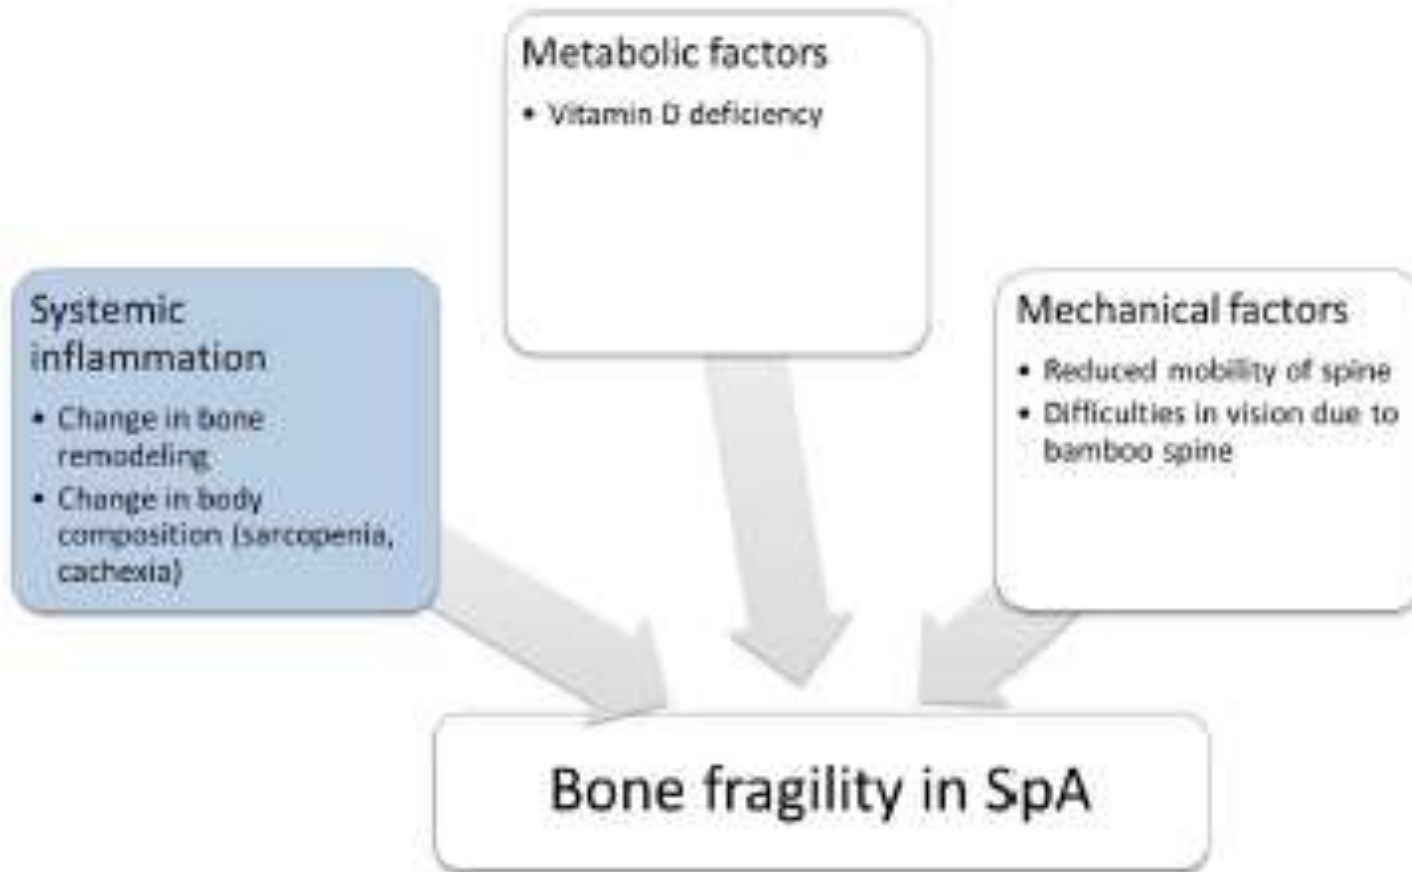 Metabolic factors
• Vitamin D deficiency
Systemic
inflammation
• Change in bone
remodeling
• Change in body
composition (sarcopenia,
cachexia)
Mechanical factors
• Reduced mobility of spine
• Difficulties in vision due to
bamboo spine
Bone fragility in SpA